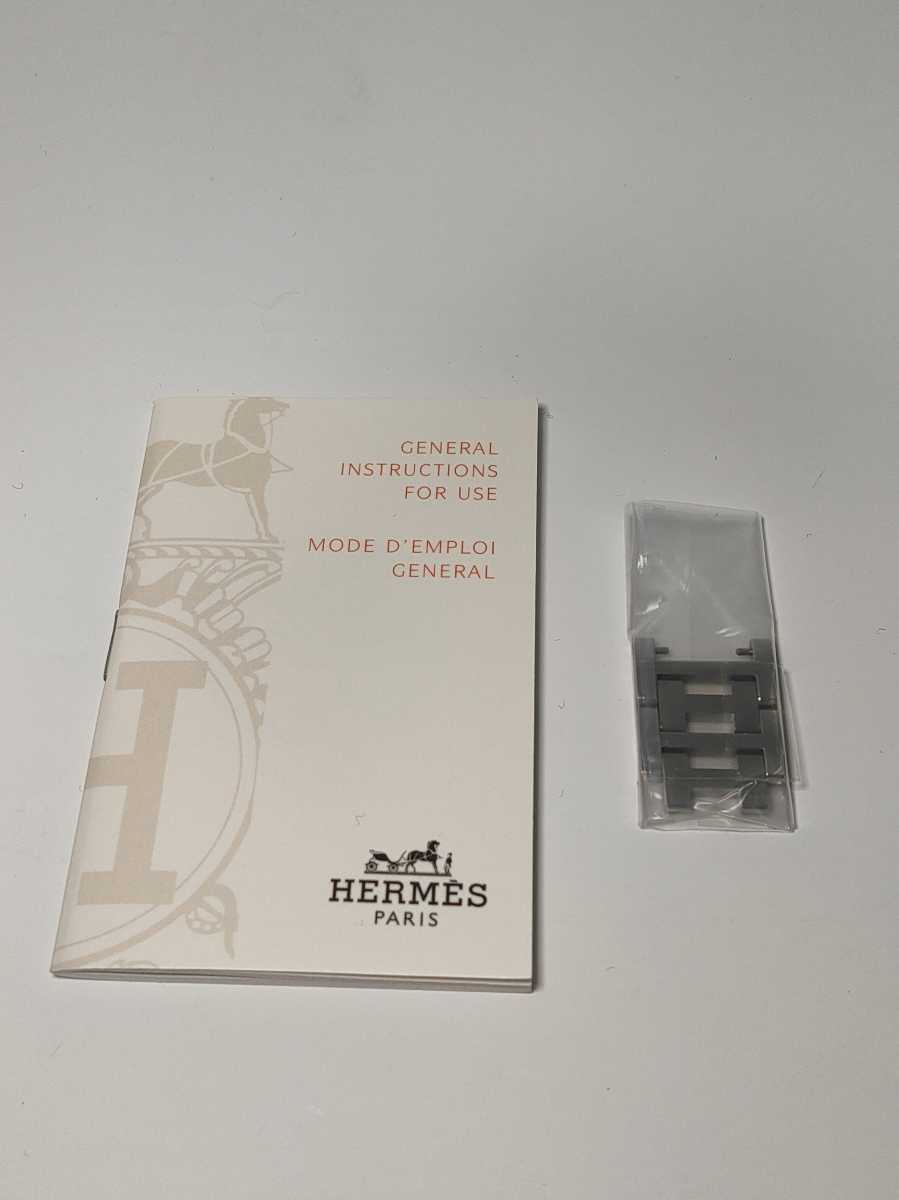 GENERAL
INSTRUCTIONS
FOR USE
MODE D'EMPLOI
GENERAL
H
HERMÈS
PARIS